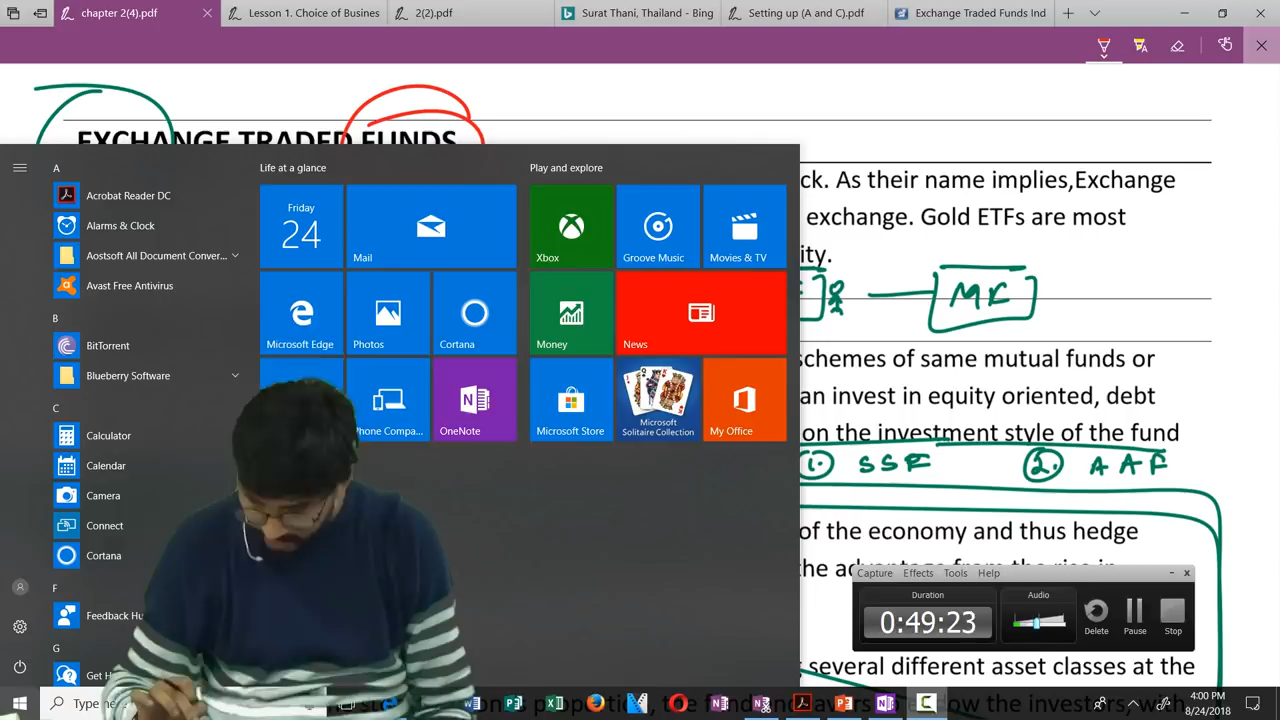 chapter 2(4).pdf
Lesson 1. Choice of Busines
2(2).pdf
Surat Thani, Thailand - Bing
Setting up (A and C).pdf
Exchange Traded Funds Ind
EXCHANGE TRADED FUNDS
ck. As their name implies,Exchange
exchange. Gold ETFs are most
ity.
MF
schemes of same mutual funds or
an invest in equity oriented, debt
on the investment style of the fund
1. SSF
2. AAF
of the economy and thus hedge
several different asset classes at the
A
Acrobat Reader DC
Alarms & Clock
Aostsoft All Document Conver...
Avast Free Antivirus
B
BitTorrent
Blueberry Software
C
Calculator
Calendar
Camera
Connect
Cortana
F
Feedback Hu
G
Get H
Life at a glance
Friday
24
Mail
Microsoft Edge
Photos
Cortana
Phone Compa...
OneNote
Play and explore
Xbox
Groove Music
Movies & TV
Money
News
Microsoft Store
Microsoft
Solitaire Collection
My Office
Capture Effects Tools Help
Duration
0:49:23
Audio
Delete
Pause
Stop
Type he
4:00 PM
8/24/2018